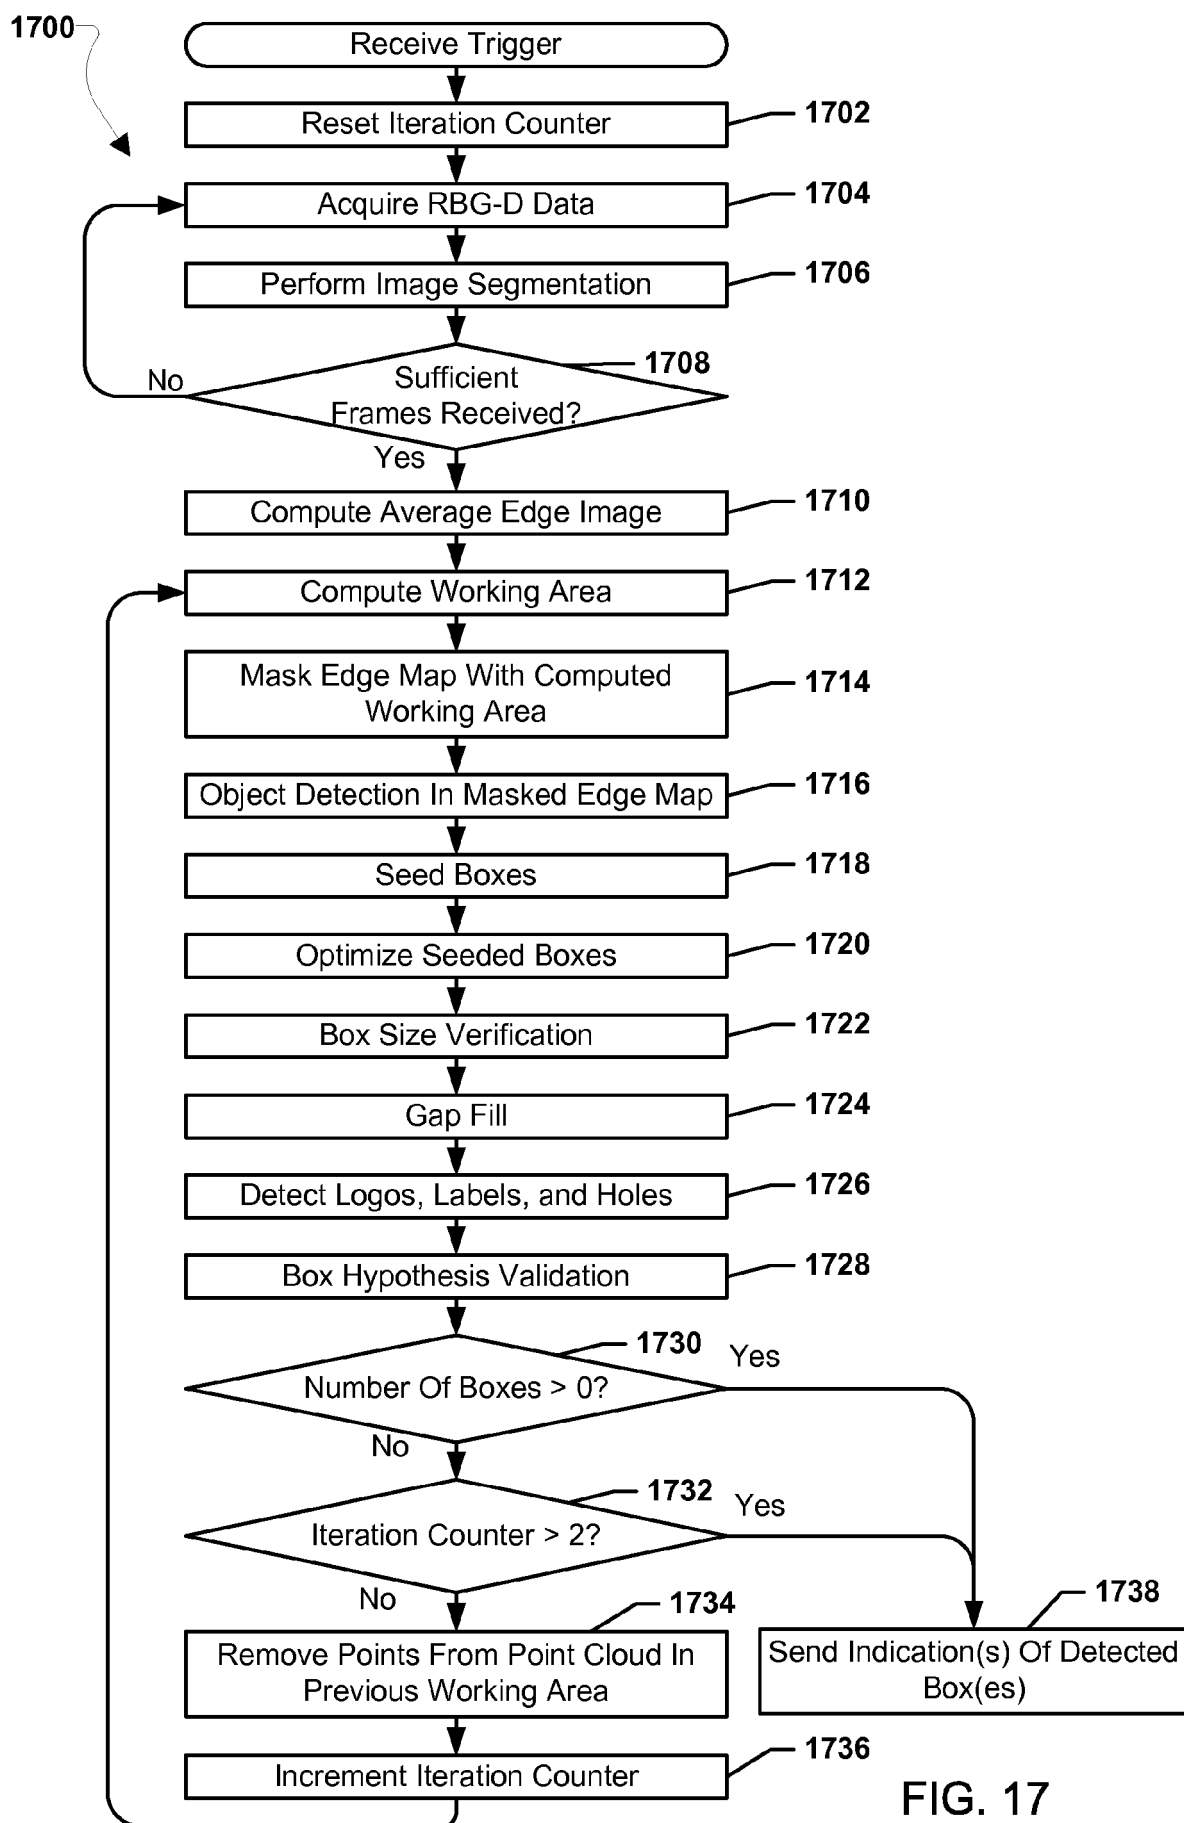 1700
Receive Trigger
Reset Iteration Counter
1702
Acquire RBG-D Data
1704
Perform Image Segmentation
1706
1708
Sufficient
Frames Received?
No
Yes
Compute Average Edge Image
1710
Compute Working Area
1712
Mask Edge Map With Computed
Working Area
1714
Object Detection In Masked Edge Map
1716
Seed Boxes
1718
Optimize Seeded Boxes
1720
Box Size Verification
1722
Gap Fill
1724
Detect Logos, Labels, and Holes
1726
Box Hypothesis Validation
1728
1730
Number Of Boxes > 0?
Yes
No
1732
Iteration Counter > 2?
Yes
No
1734
Remove Points From Point Cloud In
Previous Working Area
1738
Send Indication(s) Of Detected
Box(es)
Increment Iteration Counter
1736
FIG. 17